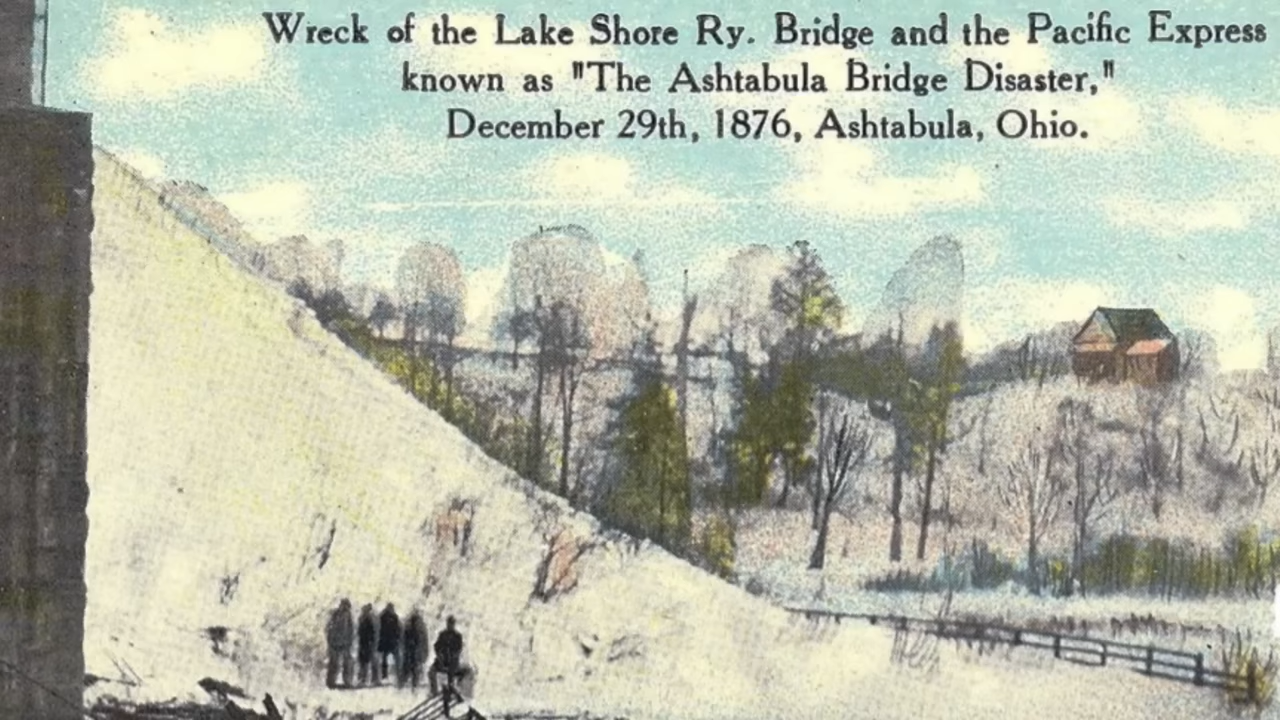 Wreck of the Lake Shore Ry. Bridge and the Pacific Express
known as "The Ashtabula Bridge Disaster,"
December 29th, 1876, Ashtabula, Ohio.